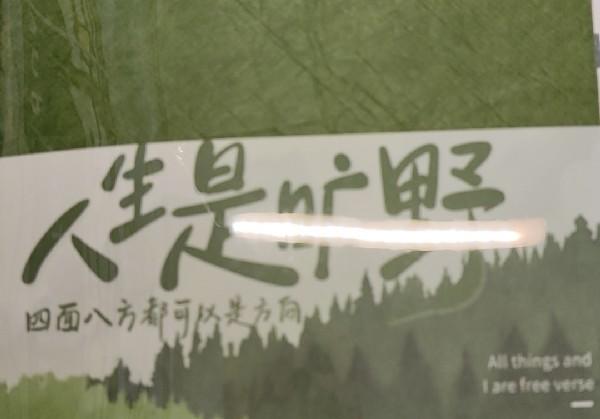 人生是旷野
四面八方都可以是方向
All things and
I are free verse